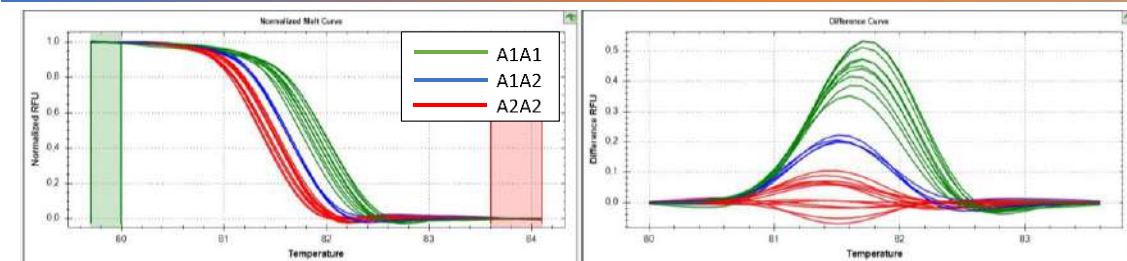 Normalized Melt Curve
Normalized RFU
1.0
0.8
0.6
0.4
0.2
0.0
A1A1
A1A2
A2A2
80
81
82
83
84
Temperature
Difference Curve
Difference RFU
0.5
0.4
0.3
0.2
0.1
0.0
80
81
82
83
Temperature